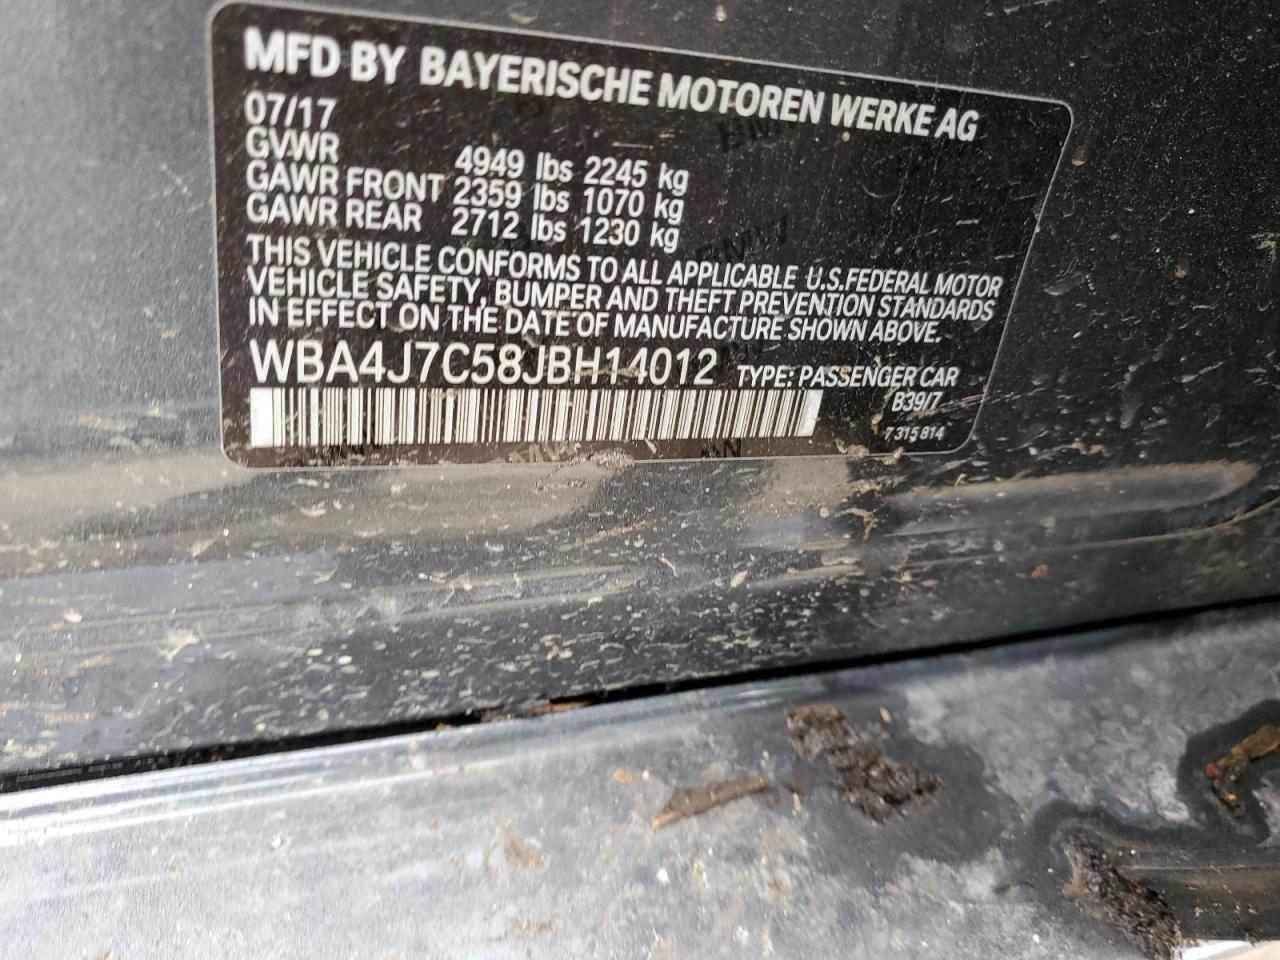 MFD BY BAYERISCHE MOTOREN WERKE AG
07/17
GVWR 4949 lbs 2245 kg
GAWR FRONT 2359 lbs 1070 kg
GAWR REAR 2712 lbs 1230 kg
THIS VEHICLE CONFORMS TO ALL APPLICABLE U.S. FEDERAL MOTOR
VEHICLE SAFETY, BUMPER AND THEFT PREVENTION STANDARDS
IN EFFECT ON THE DATE OF MANUFACTURE SHOWN ABOVE.
WBA4J7C58JBH14012 TYPE: PASSENGER CAR
B39/7
7 315 814